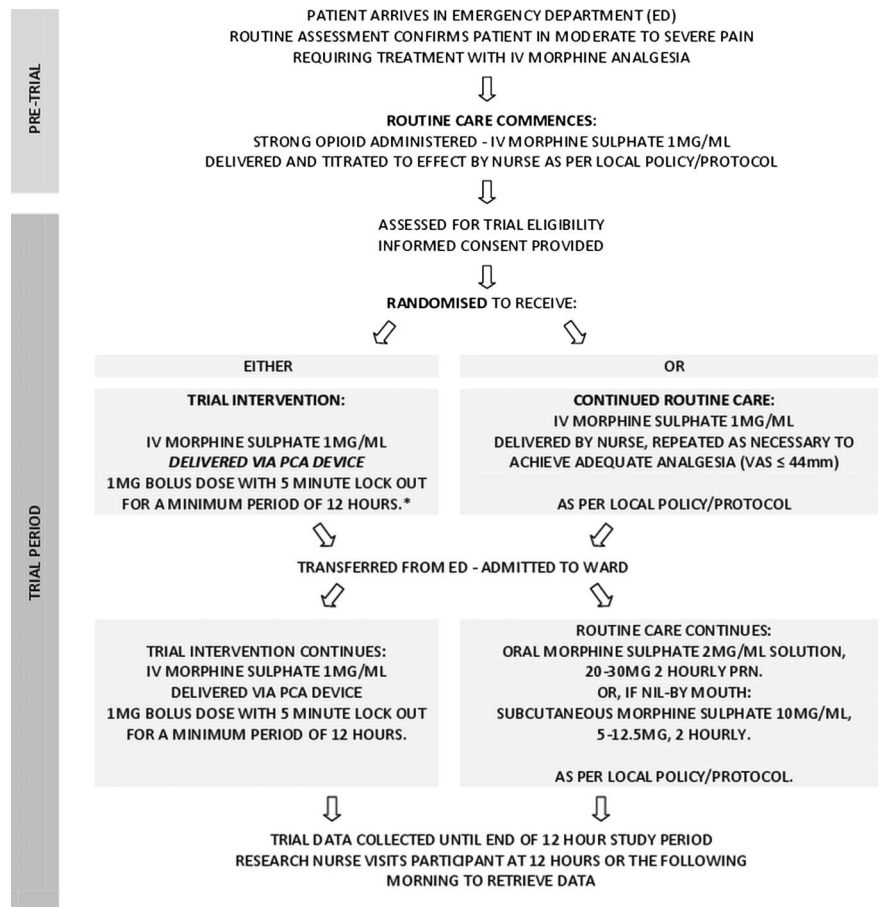 PATIENT ARRIVES IN EMERGENCY DEPARTMENT (ED)
ROUTINE ASSESSMENT CONFIRMS PATIENT IN MODERATE TO SEVERE PAIN
REQUIRING TREATMENT WITH IV MORPHINE ANALGESIA
PRE-TRIAL
ROUTINE CARE COMMENCES:
STRONG OPIOID ADMINISTERED - IV MORPHINE SULPHATE 1MG/ML
DELIVERED AND TITRATED TO EFFECT BY NURSE AS PER LOCAL POLICY/PROTOCOL
TRIAL PERIOD
ASSESSED FOR TRIAL ELIGIBILITY
INFORMED CONSENT PROVIDED
RANDOMISED TO RECEIVE:
EITHER
TRIAL INTERVENTION:
IV MORPHINE SULPHATE 1MG/ML
DELIVERED VIA PCA DEVICE
1MG BOLUS DOSE WITH 5 MINUTE LOCK OUT
FOR A MINIMUM PERIOD OF 12 HOURS.*
OR
CONTINUED ROUTINE CARE:
IV MORPHINE SULPHATE 1MG/ML
DELIVERED BY NURSE, REPEATED AS NECESSARY TO
ACHIEVE ADEQUATE ANALGESIA (VAS ≤ 44mm)
AS PER LOCAL POLICY/PROTOCOL
TRANSFERRED FROM ED - ADMITTED TO WARD
TRIAL INTERVENTION CONTINUES:
IV MORPHINE SULPHATE 1MG/ML
DELIVERED VIA PCA DEVICE
1MG BOLUS DOSE WITH 5 MINUTE LOCK OUT
FOR A MINIMUM PERIOD OF 12 HOURS.
ROUTINE CARE CONTINUES:
ORAL MORPHINE SULPHATE 2MG/ML SOLUTION,
20-30MG 2 HOURLY PRN.
OR, IF NIL-BY MOUTH:
SUBCUTANEOUS MORPHINE SULPHATE 10MG/ML,
5-12.5MG, 2 HOURLY.
AS PER LOCAL POLICY/PROTOCOL.
TRIAL DATA COLLECTED UNTIL END OF 12 HOUR STUDY PERIOD
RESEARCH NURSE VISITS PARTICIPANT AT 12 HOURS OR THE FOLLOWING
MORNING TO RETRIEVE DATA